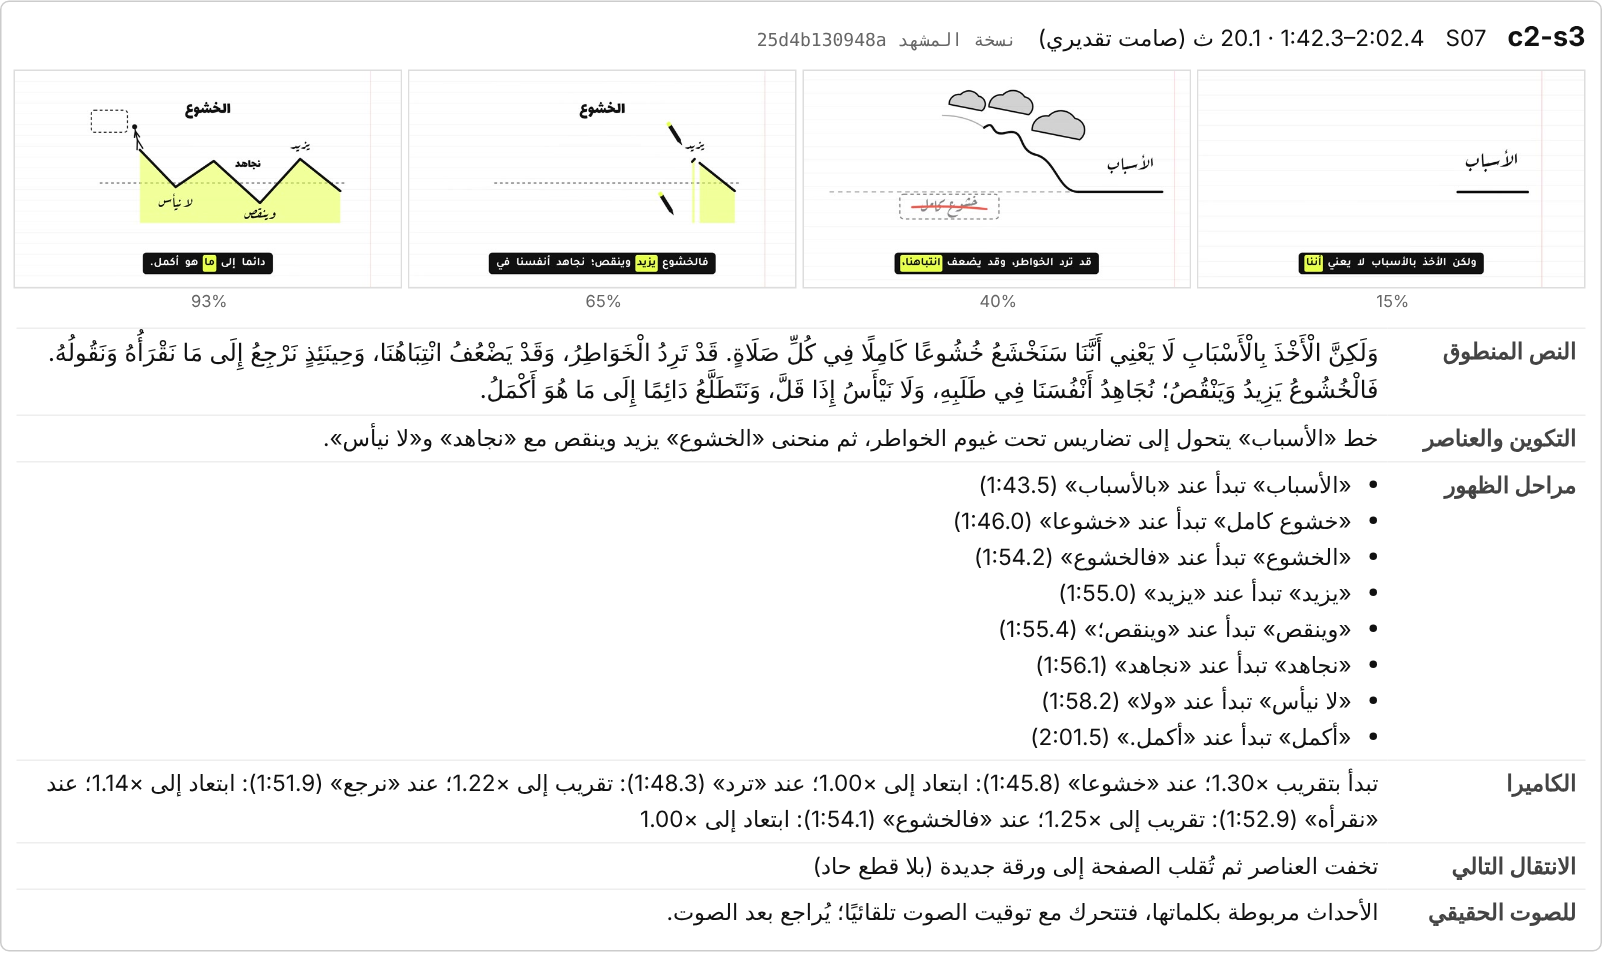 c2-s3 S07 1:42.3–2:02.4 · 20.1 ث (صامت تقديري) نسخة المشهد 25d4b130948a
الأسباب
ولكن الأخذ بالأسباب لا يعني أننا
15%
الأسباب
خشوع كامل
قد ترد الخواطر، وقد يضعف انتباهنا،
40%
الخشوع
يزيد
فالخشوع يزيد وينقص؛ نجاهد أنفسنا في
65%
الخشوع
يزيد
نجاهد
لا نيأس
وينقص
دائما إلى ما هو أكمل.
93%
النص المنطوق
وَلَكِنَّ الْأَخْذَ بِالْأَسْبَابِ لَا يَعْنِي أَنَّنَا سَنَخْشَعُ خُشُوعًا كَامِلًا فِي كُلِّ صَلَاةٍ. قَدْ تَرِدُ الْخَوَاطِرُ، وَقَدْ يَضْعُفُ انْتِبَاهُنَا، وَحِينَئِذٍ نَرْجِعُ إِلَى مَا نَقْرَأُهُ وَنَقُولُهُ.
فَالْخُشُوعُ يَزِيدُ وَيَنْقُصُ؛ نُجَاهِدُ أَنْفُسَنَا فِي طَلَبِهِ، وَلَا نَيْأَسُ إِذَا قَلَّ، وَنَتَطَلَّعُ دَائِمًا إِلَى مَا هُوَ أَكْمَلُ.
التكوين والعناصر
خط «الأسباب» يتحول إلى تضاريس تحت غيوم الخواطر، ثم منحنى «الخشوع» يزيد وينقص مع «نجاهد» و«لا نيأس».
مراحل الظهور
• «الأسباب» تبدأ عند «بالأسباب» (1:43.5)
• «خشوع كامل» تبدأ عند «خشوعا» (1:46.0)
• «الخشوع» تبدأ عند «فالخشوع» (1:54.2)
• «يزيد» تبدأ عند «يزيد» (1:55.0)
• «وينقص» تبدأ عند «وينقص؛» (1:55.4)
• «نجاهد» تبدأ عند «نجاهد» (1:56.1)
• «لا نيأس» تبدأ عند «ولا» (1:58.2)
• «أكمل» تبدأ عند «أكمل.» (2:01.5)
الكاميرا
تبدأ بتقريب ×1.30؛ عند «خشوعا» (1:45.8): ابتعاد إلى ×1.00؛ عند «ترد» (1:48.3): تقريب إلى ×1.22؛ عند «نرجع» (1:51.9): ابتعاد إلى ×1.14؛ عند
«نقرأه» (1:52.9): تقريب إلى ×1.25؛ عند «فالخشوع» (1:54.1): ابتعاد إلى ×1.00
الانتقال التالي
تخفت العناصر ثم تُقلب الصفحة إلى ورقة جديدة (بلا قطع حاد)
للصوت الحقيقي
الأحداث مربوطة بكلماتها، فتتحرك مع توقيت الصوت تلقائيًا؛ يُراجع بعد الصوت.